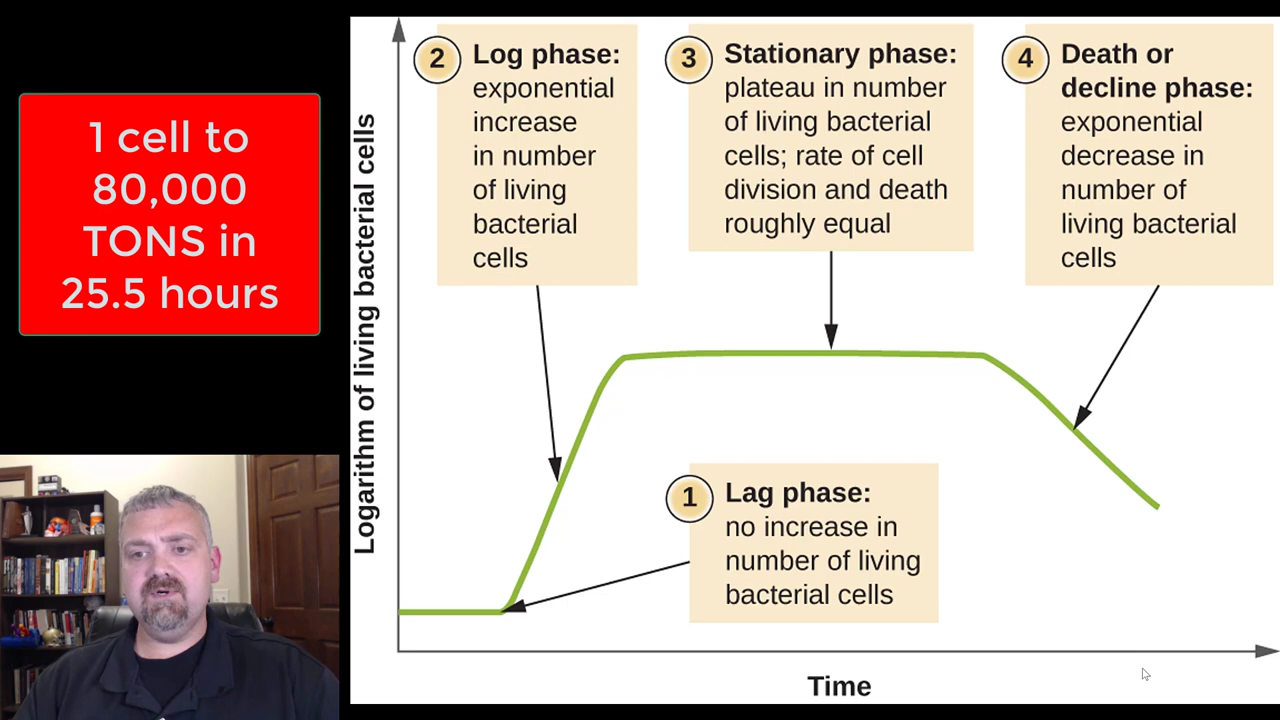 1 cell to
80,000
TONS in
25.5 hours
Logarithm of living bacterial cells
2
Log phase:
exponential
increase
in number
of living
bacterial
cells
3
Stationary phase:
plateau in number
of living bacterial
cells; rate of cell
division and death
roughly equal
4
Death or
decline phase:
exponential
decrease in
number of
living bacterial
cells
1
Lag phase:
no increase in
number of living
bacterial cells
Time